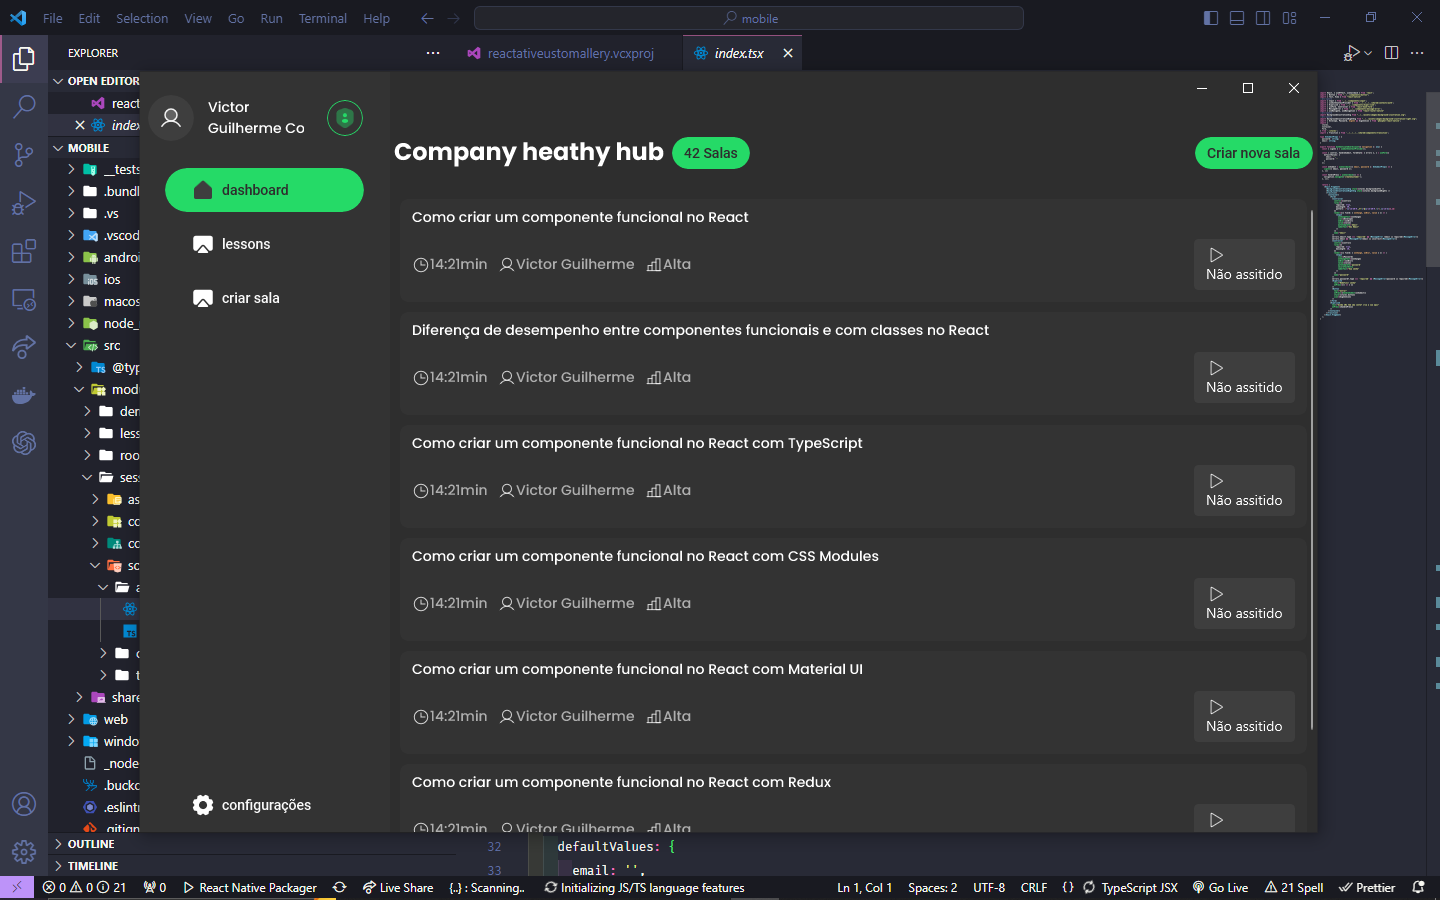 File Edit Selection View Go Run Terminal Help
mobile
EXPLORER
reactativeustomallery.vcxproj
index.tsx
OPEN EDITOR
react
index
MOBILE
__tests
.bundl
.vs
.vscod
androi
ios
macos
node_
src
@typ
modu
der
less
roo
ses
as
co
co
sc
share
web
windo
_node
.buckc
.eslintr
.gitign
OUTLINE
TIMELINE
Victor
Guilherme Co
dashboard
lessons
criar sala
configurações
Company heathy hub
42 Salas
Criar nova sala
Como criar um componente funcional no React
14:21min Victor Guilherme Alta
Não assitido
Diferença de desempenho entre componentes funcionais e com classes no React
14:21min Victor Guilherme Alta
Não assitido
Como criar um componente funcional no React com TypeScript
14:21min Victor Guilherme Alta
Não assitido
Como criar um componente funcional no React com CSS Modules
14:21min Victor Guilherme Alta
Não assitido
Como criar um componente funcional no React com Material UI
14:21min Victor Guilherme Alta
Não assitido
Como criar um componente funcional no React com Redux
14:21min Victor Guilherme Alta
32 defaultValues: {
33 email: '',
0 0 21 0 React Native Packager Live Share {..} : Scanning.. Initializing JS/TS language features Ln 1, Col 1 Spaces: 2 UTF-8 CRLF {} TypeScript JSX Go Live 21 Spell Prettier